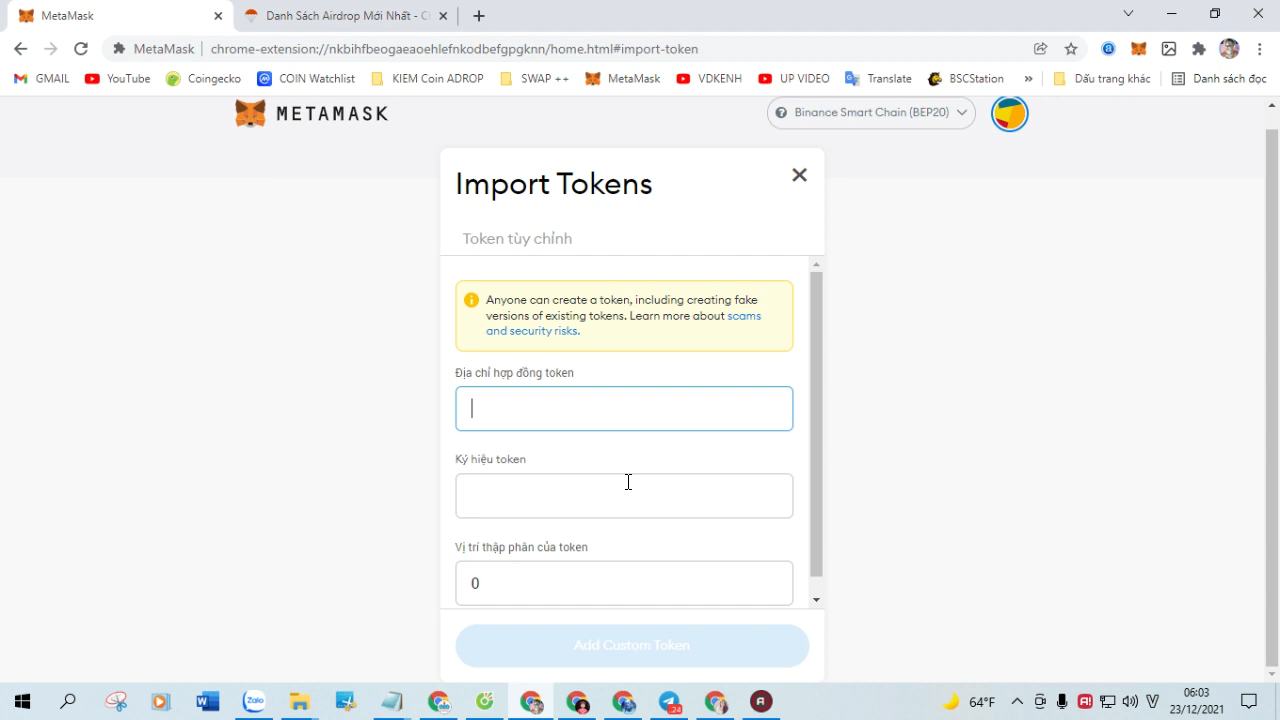 MetaMask
Danh Sách Airdrop Mới Nhất - C
MetaMask
chrome-extension://nkbihfbeogaeaoehlefnkodbefgpgknn/home.html#import-token
GMAIL
YouTube
Coingecko
COIN Watchlist
KIEM Coin ADROP
SWAP ++
MetaMask
VDKENH
UP VIDEO
Translate
BSCStation
»
Dấu trang khác
Danh sách đọc
METAMASK
Binance Smart Chain (BEP20)
Import Tokens
Token tùy chỉnh
Anyone can create a token, including creating fake
versions of existing tokens. Learn more about scams
and security risks.
Địa chỉ hợp đồng token
Ký hiệu token
Vị trí thập phân của token
0
Add Custom Token
Zalo
24
64°F
06:03
23/12/2021